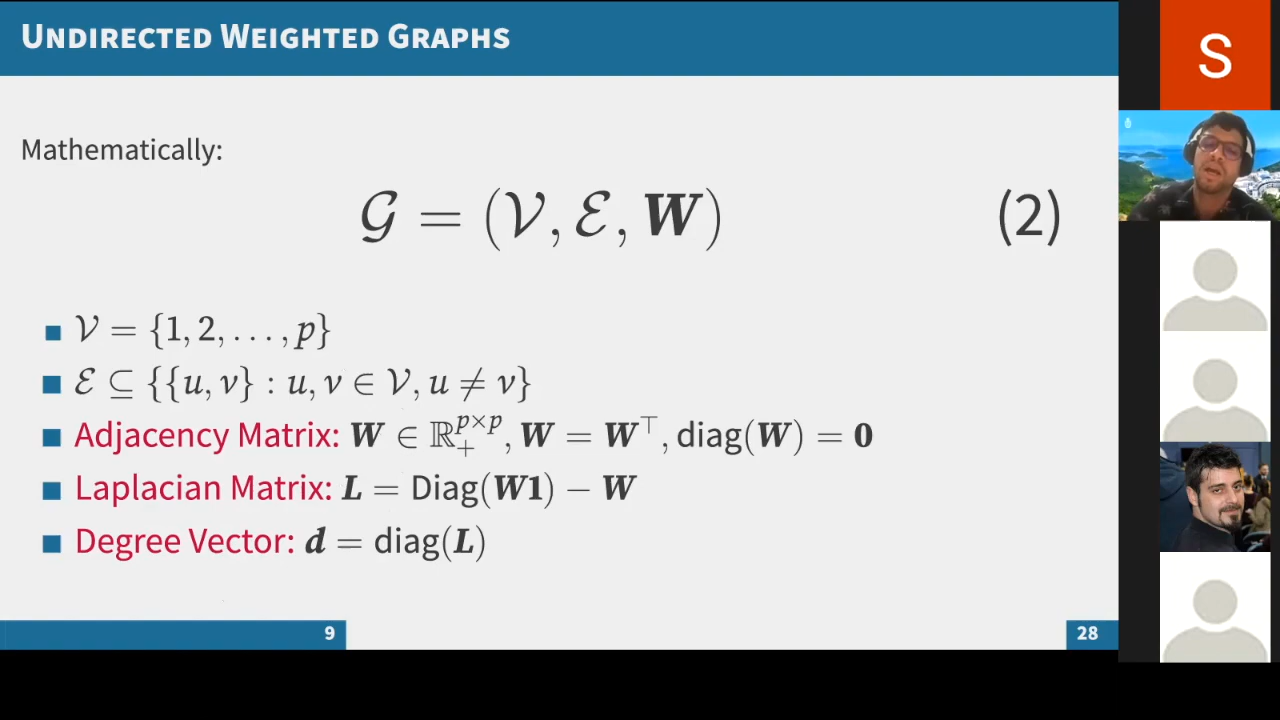 UNDIRECTED WEIGHTED GRAPHS
Mathematically:
𝒢 = (𝒱, ℰ, W) (2)
■ 𝒱 = {1, 2, . . . , p}
■ ℰ ⊆ {{u, v} : u, v ∈ 𝒱, u ≠ v}
■ Adjacency Matrix: W ∈ ℝ₊^{p×p}, W = W^⊤, diag(W) = 0
■ Laplacian Matrix: L = Diag(W1) − W
■ Degree Vector: d = diag(L)
9 28
S